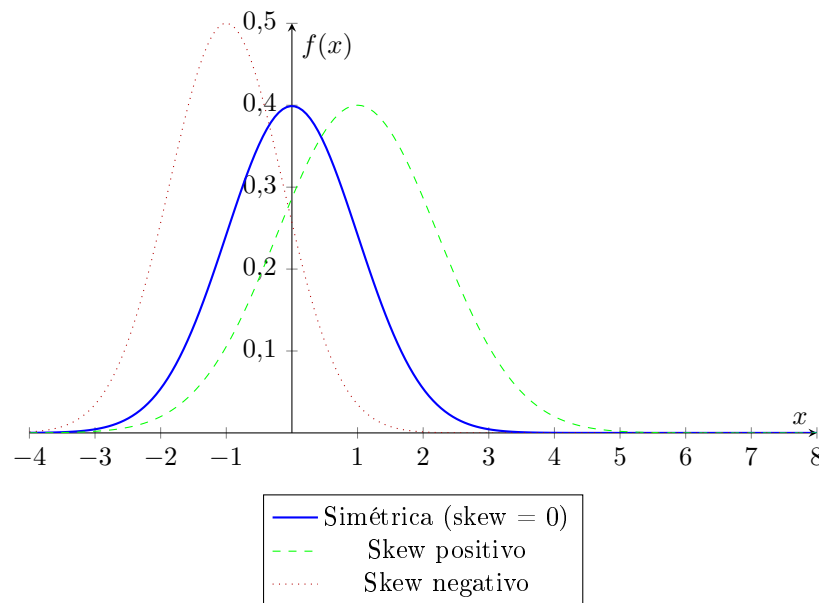 0,5
f(x)
0,4
0,3
0,2
0,1
x
−4 −3 −2 −1 1 2 3 4 5 6 7 8
Simétrica (skew = 0)
Skew positivo
Skew negativo